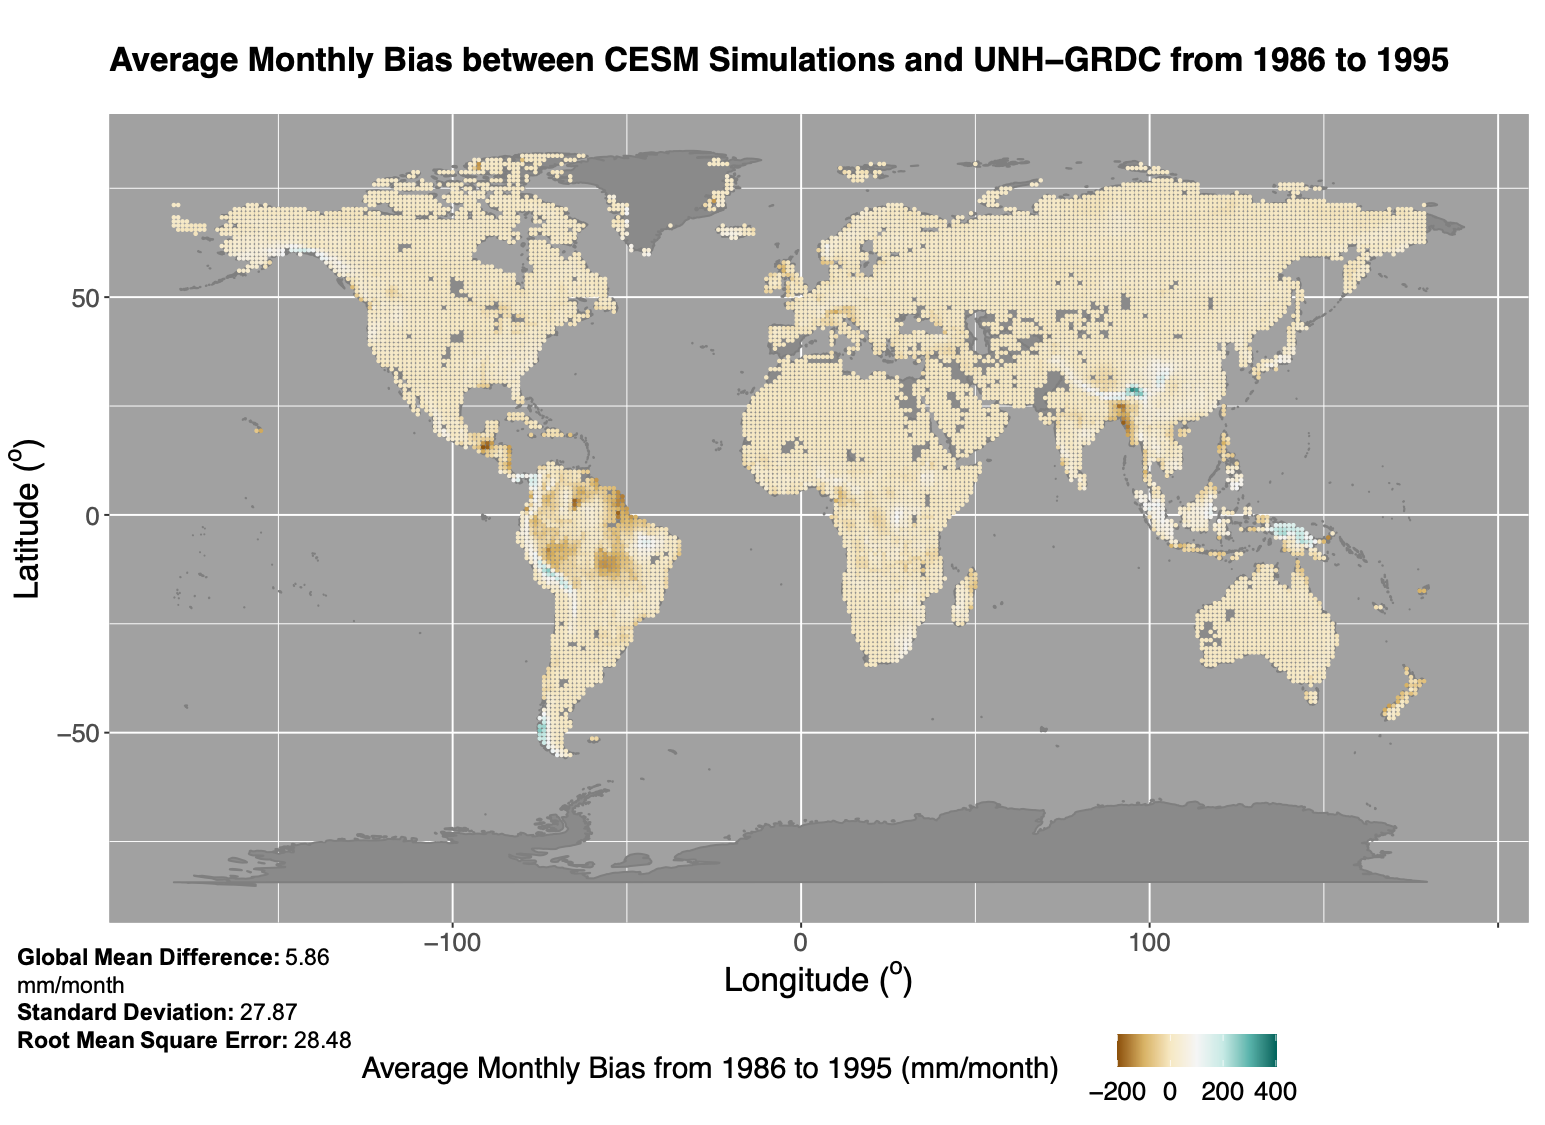 Average Monthly Bias between CESM Simulations and UNH−GRDC from 1986 to 1995
Latitude (º)
50
0
−50
−100
0
100
Longitude (º)
Global Mean Difference: 5.86
mm/month
Standard Deviation: 27.87
Root Mean Square Error: 28.48
Average Monthly Bias from 1986 to 1995 (mm/month)
−200 0 200 400